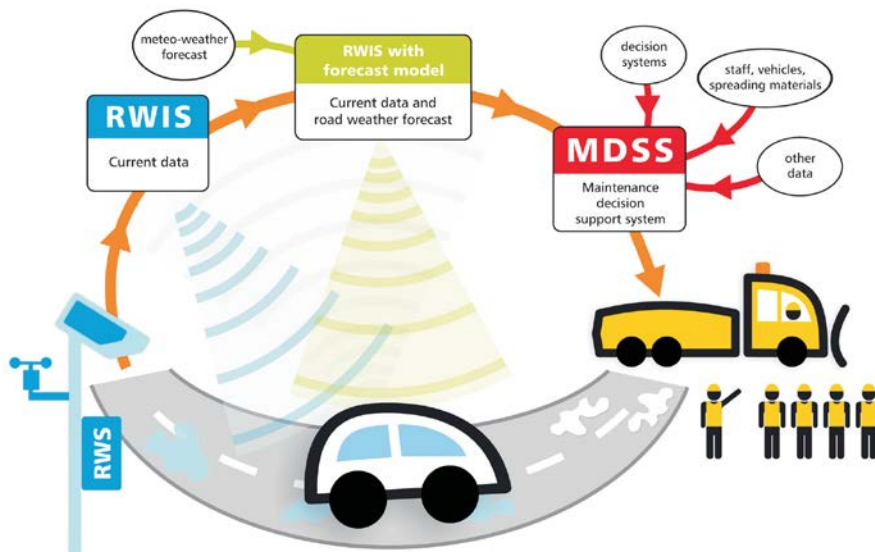 meteo-weather
forecast
RWIS with
forecast model
Current data and
road weather forecast
decision
systems
staff, vehicles,
spreading materials
RWIS
Current data
MDSS
Maintenance
decision
support system
other
data
RWS